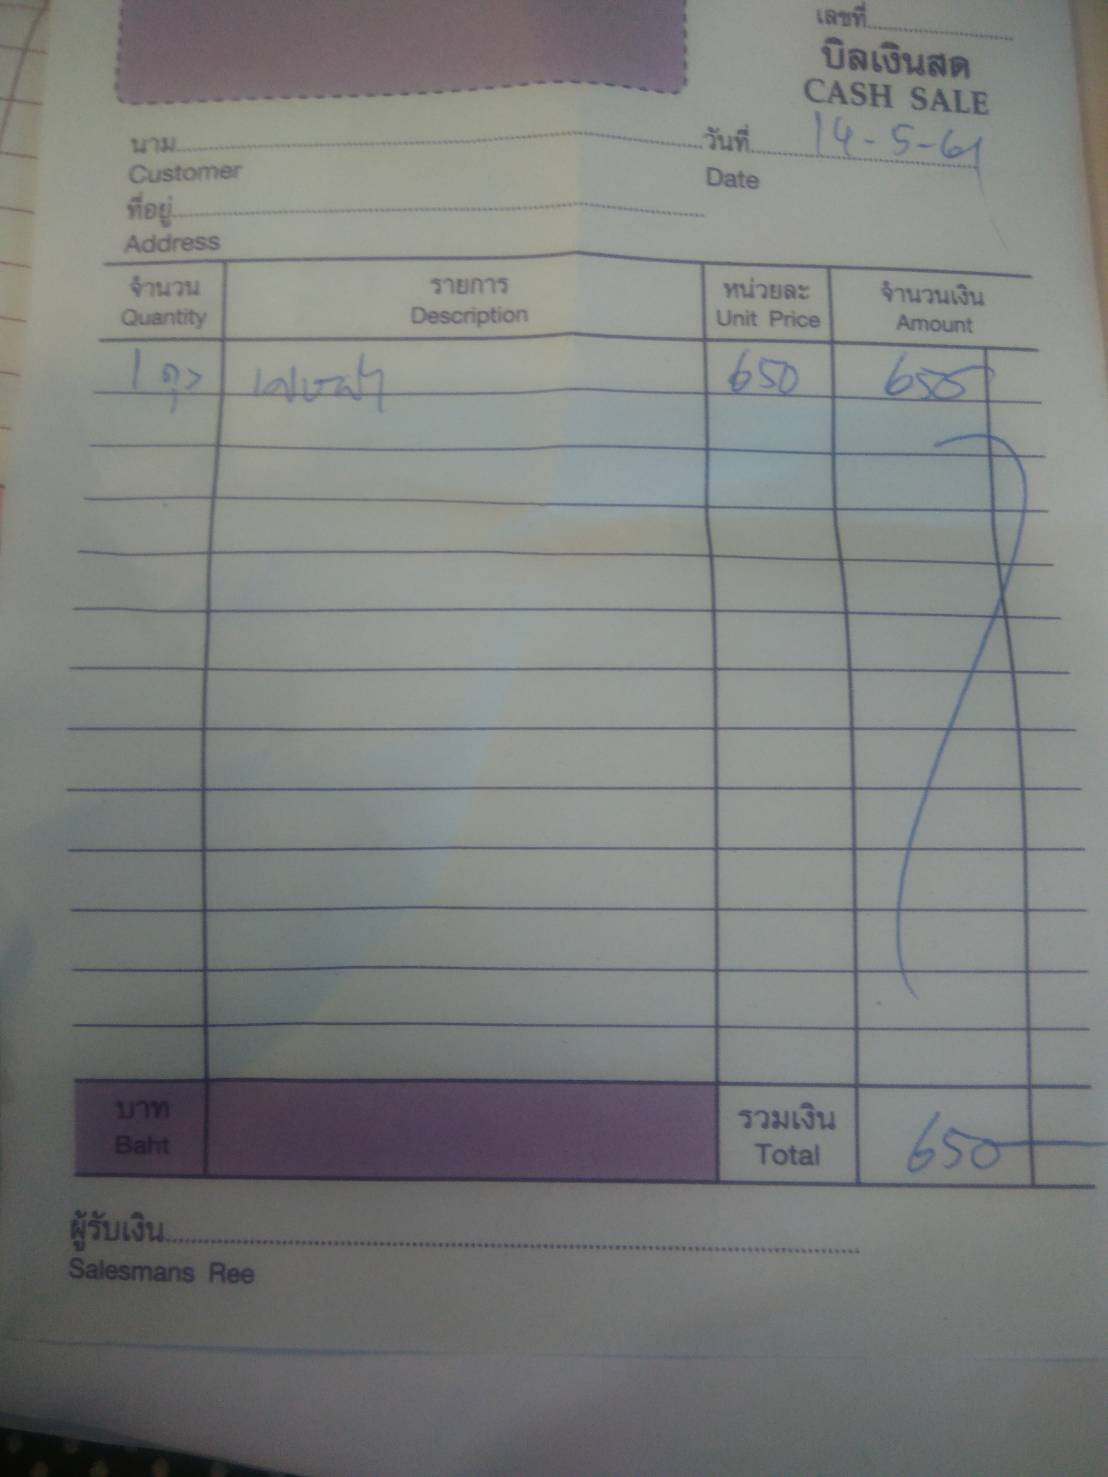 เลขที่
บิลเงินสด
CASH SALE
นาม
วันที่ 14-5-61
Customer
Date
ที่อยู่
Address
จำนวน รายการ หน่วยละ จำนวนเงิน
Quantity Description Unit Price Amount
1 650 650
บาท รวมเงิน
Baht Total 650
ผู้รับเงิน
Salesmans Ree